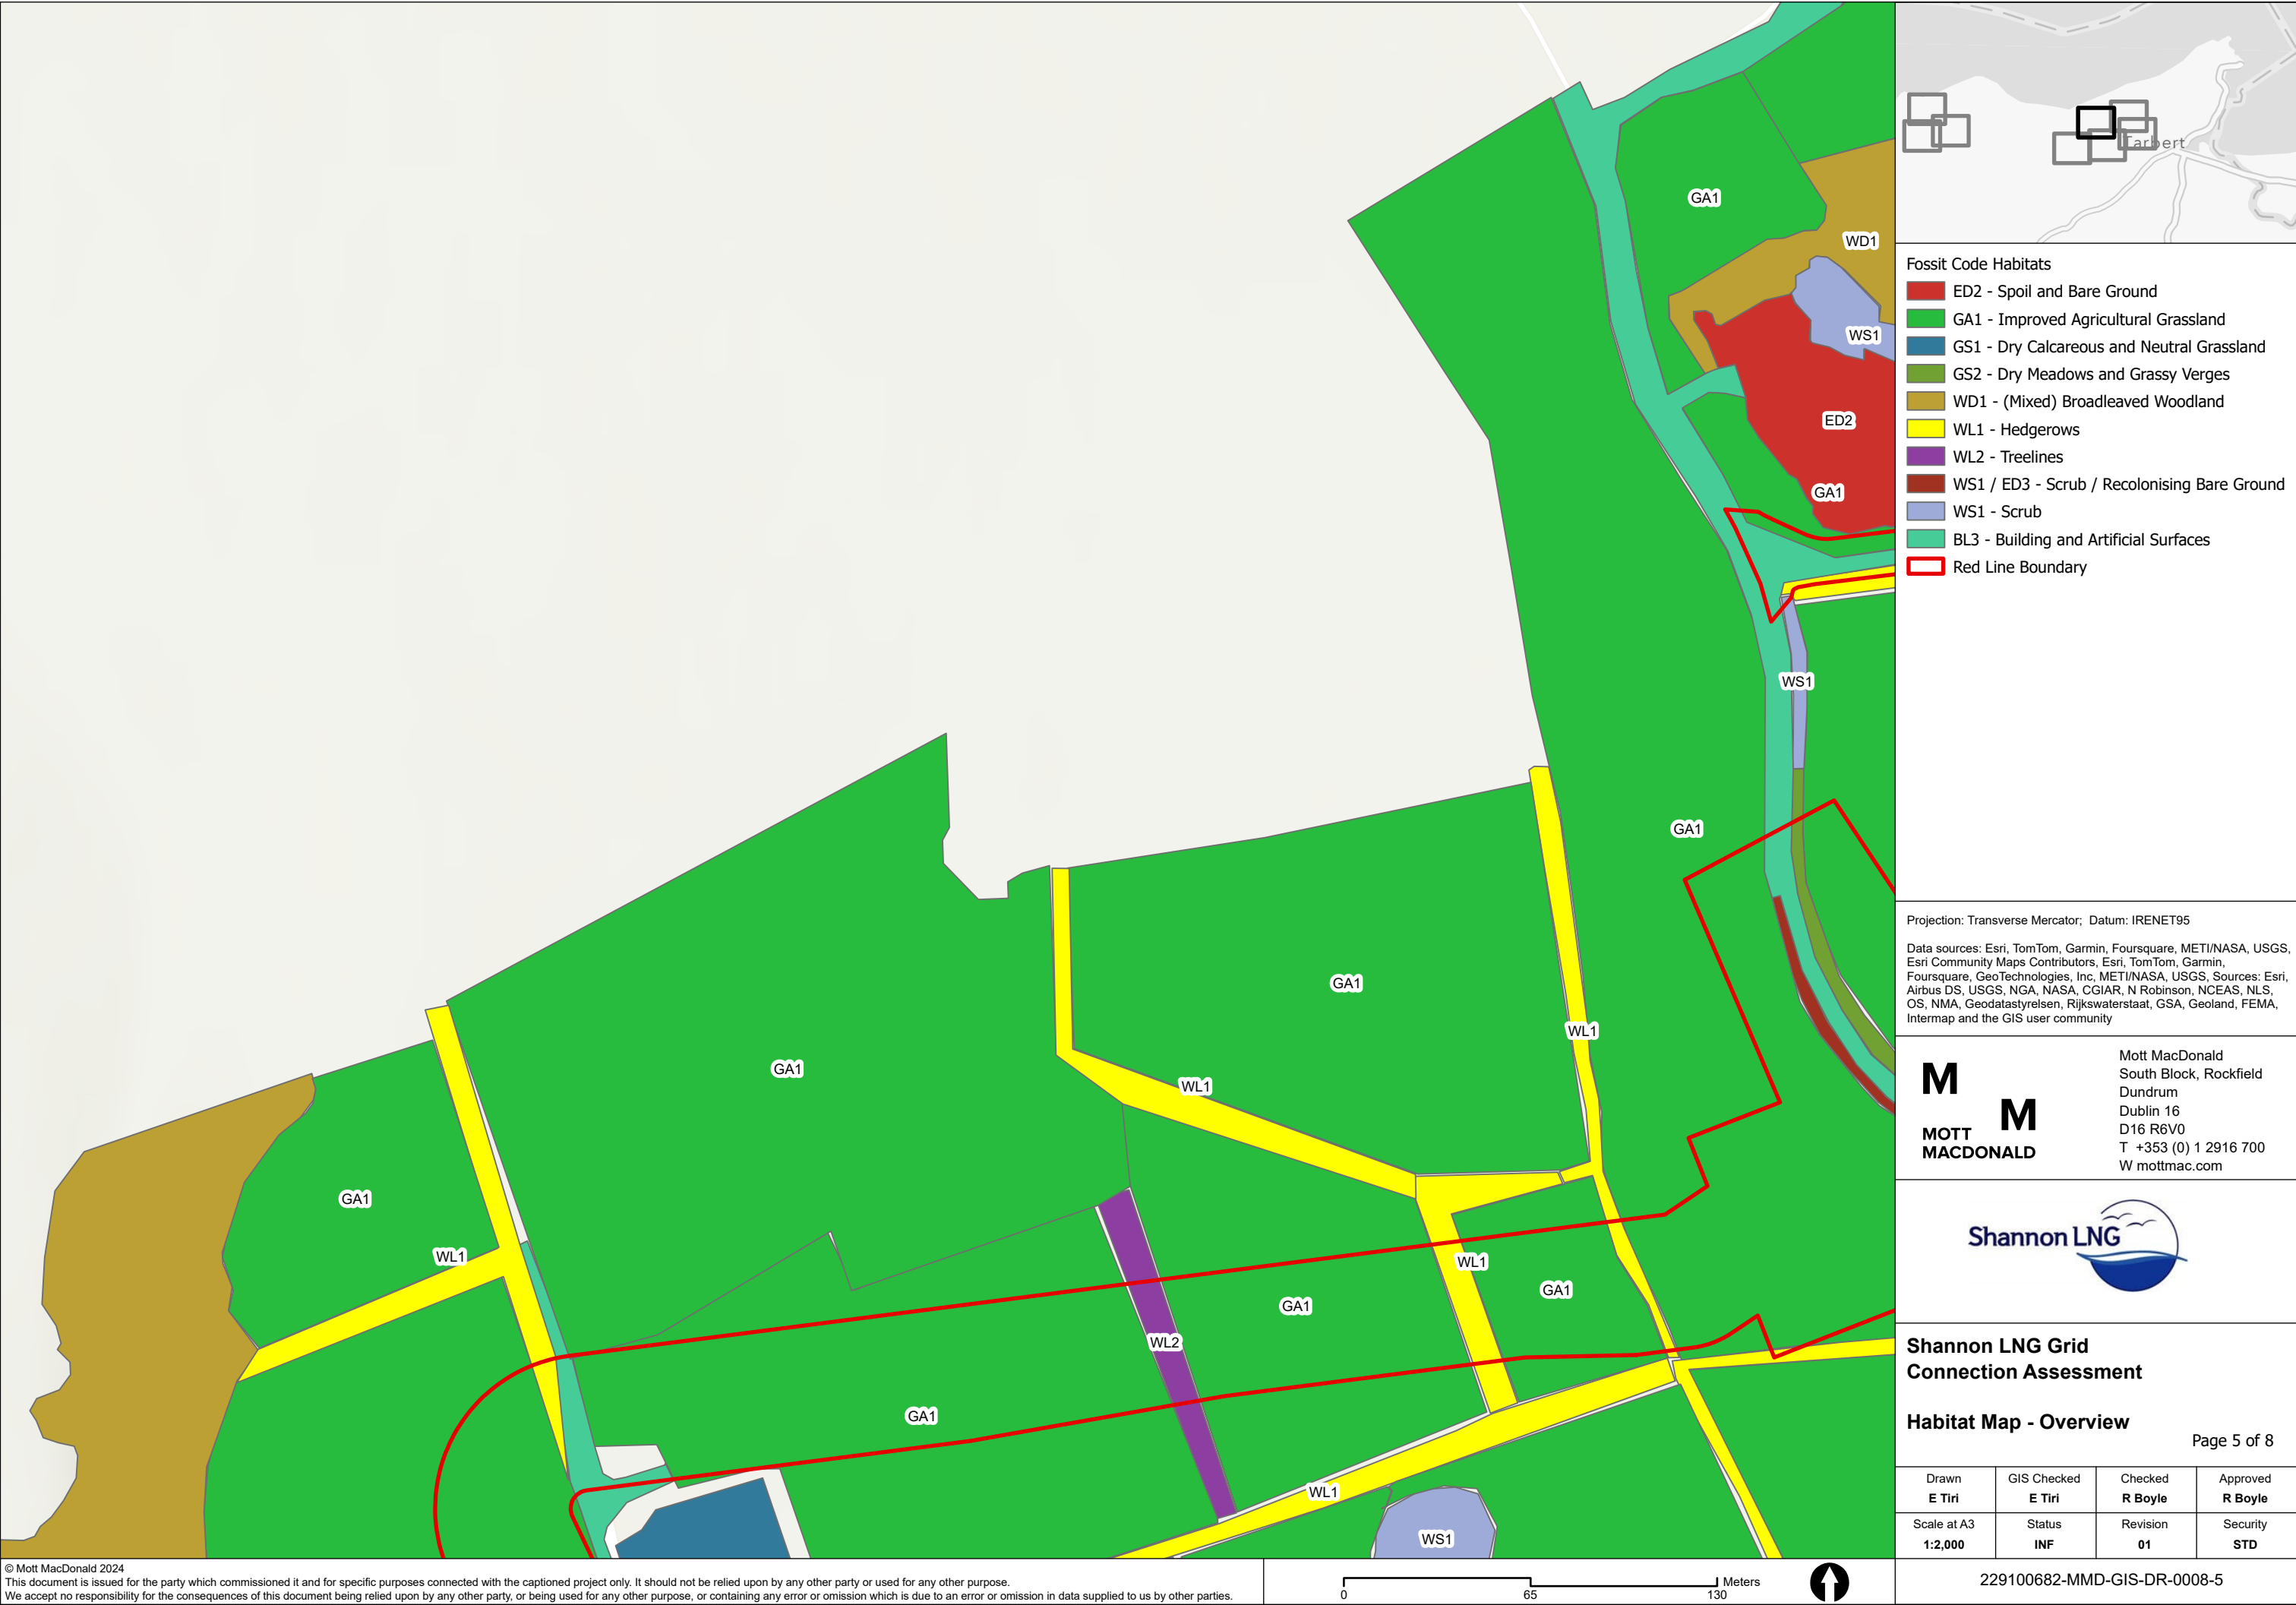 GA1
WD1
WS1
ED2
GA1
WS1
GA1
GA1
WL1
GA1
WL1
GA1
WL1
WL1
GA1
GA1
WL2
GA1
WL1
WS1
Tarbert
Fossit Code Habitats
ED2 - Spoil and Bare Ground
GA1 - Improved Agricultural Grassland
GS1 - Dry Calcareous and Neutral Grassland
GS2 - Dry Meadows and Grassy Verges
WD1 - (Mixed) Broadleaved Woodland
WL1 - Hedgerows
WL2 - Treelines
WS1 / ED3 - Scrub / Recolonising Bare Ground
WS1 - Scrub
BL3 - Building and Artificial Surfaces
Red Line Boundary
Projection: Transverse Mercator; Datum: IRENET95
Data sources: Esri, TomTom, Garmin, Foursquare, METI/NASA, USGS,
Esri Community Maps Contributors, Esri, TomTom, Garmin,
Foursquare, GeoTechnologies, Inc, METI/NASA, USGS, Sources: Esri,
Airbus DS, USGS, NGA, NASA, CGIAR, N Robinson, NCEAS, NLS,
OS, NMA, Geodatastyrelsen, Rijkswaterstaat, GSA, Geoland, FEMA,
Intermap and the GIS user community
M
M
MOTT
MACDONALD
Mott MacDonald
South Block, Rockfield
Dundrum
Dublin 16
D16 R6V0
T +353 (0) 1 2916 700
W mottmac.com
Shannon LNG
Shannon LNG Grid
Connection Assessment
Habitat Map - Overview
Page 5 of 8
Drawn GIS Checked Checked Approved
E Tiri E Tiri R Boyle R Boyle
Scale at A3 Status Revision Security
1:2,000 INF 01 STD
229100682-MMD-GIS-DR-0008-5
© Mott MacDonald 2024
This document is issued for the party which commissioned it and for specific purposes connected with the captioned project only. It should not be relied upon by any other party or used for any other purpose.
We accept no responsibility for the consequences of this document being relied upon by any other party, or being used for any other purpose, or containing any error or omission which is due to an error or omission in data supplied to us by other parties.
Meters
0 65 130